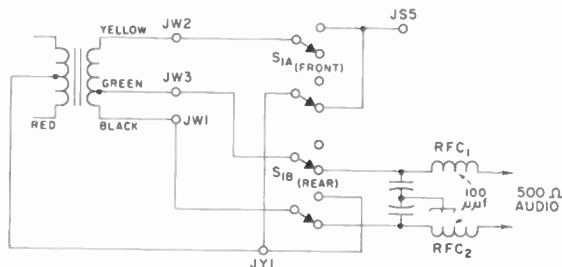 YELLOW
JW2
JS5
S1A (FRONT)
GREEN
JW3
RED
BLACK
JW1
S1B (REAR)
RFC1
100
μμf
500 Ω
AUDIO
RFC2
JY1